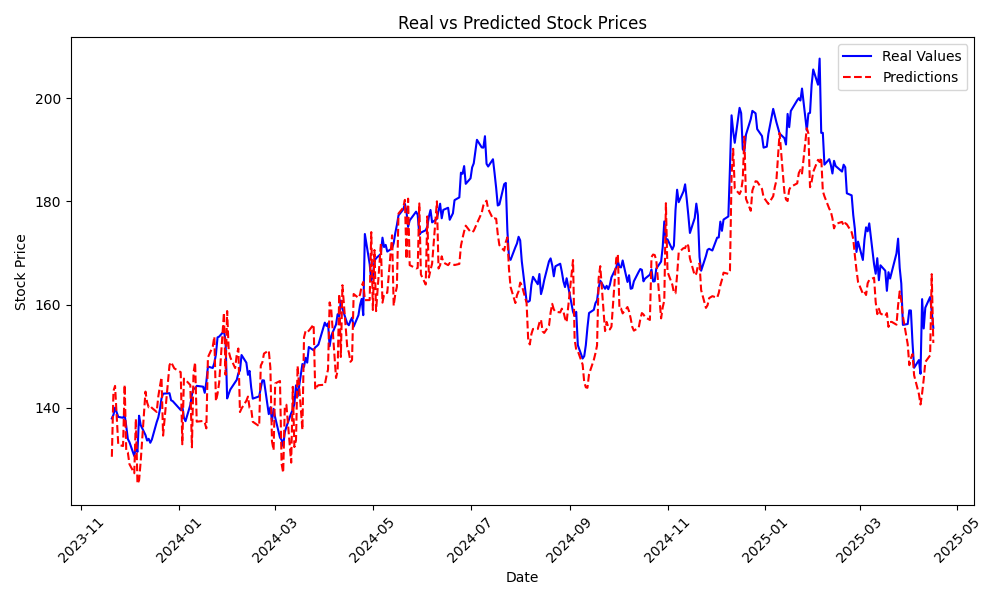 Real vs Predicted Stock Prices
Real Values
Predictions
Stock Price
200
180
160
140
2023-11
2024-01
2024-03
2024-05
2024-07
2024-09
2024-11
2025-01
2025-03
2025-05
Date